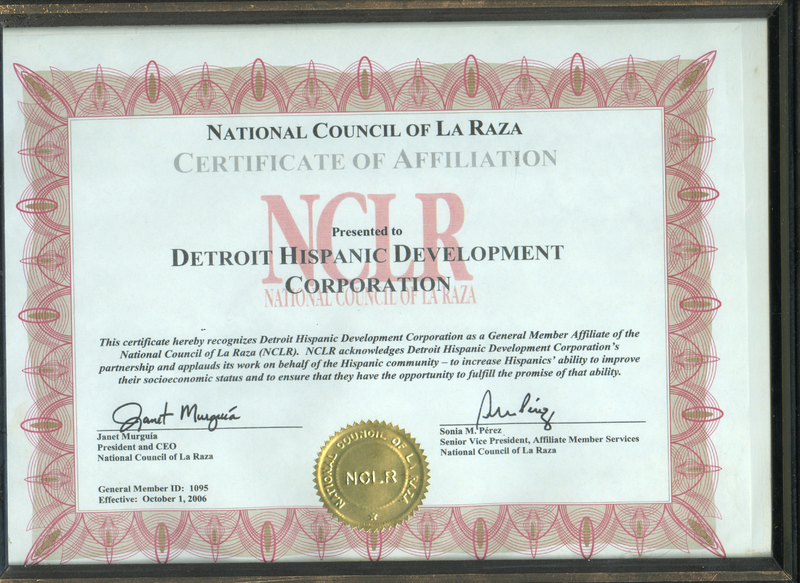 NATIONAL COUNCIL OF LA RAZA
CERTIFICATE OF AFFILIATION
NCLR
Presented to
DETROIT HISPANIC DEVELOPMENT
CORPORATION
NATIONAL COUNCIL OF LA RAZA
This certificate hereby recognizes Detroit Hispanic Development Corporation as a General Member Affiliate of the
National Council of La Raza (NCLR). NCLR acknowledges Detroit Hispanic Development Corporation's
partnership and applauds its work on behalf of the Hispanic community – to increase Hispanics' ability to improve
their socioeconomic status and to ensure that they have the opportunity to fulfill the promise of that ability.
Janet Murguía
Janet Murguía
President and CEO
National Council of La Raza
Sonia M. Pérez
Senior Vice President, Affiliate Member Services
National Council of La Raza
General Member ID: 1095
Effective: October 1, 2006
NATIONAL COUNCIL OF LA RAZA
NCLR